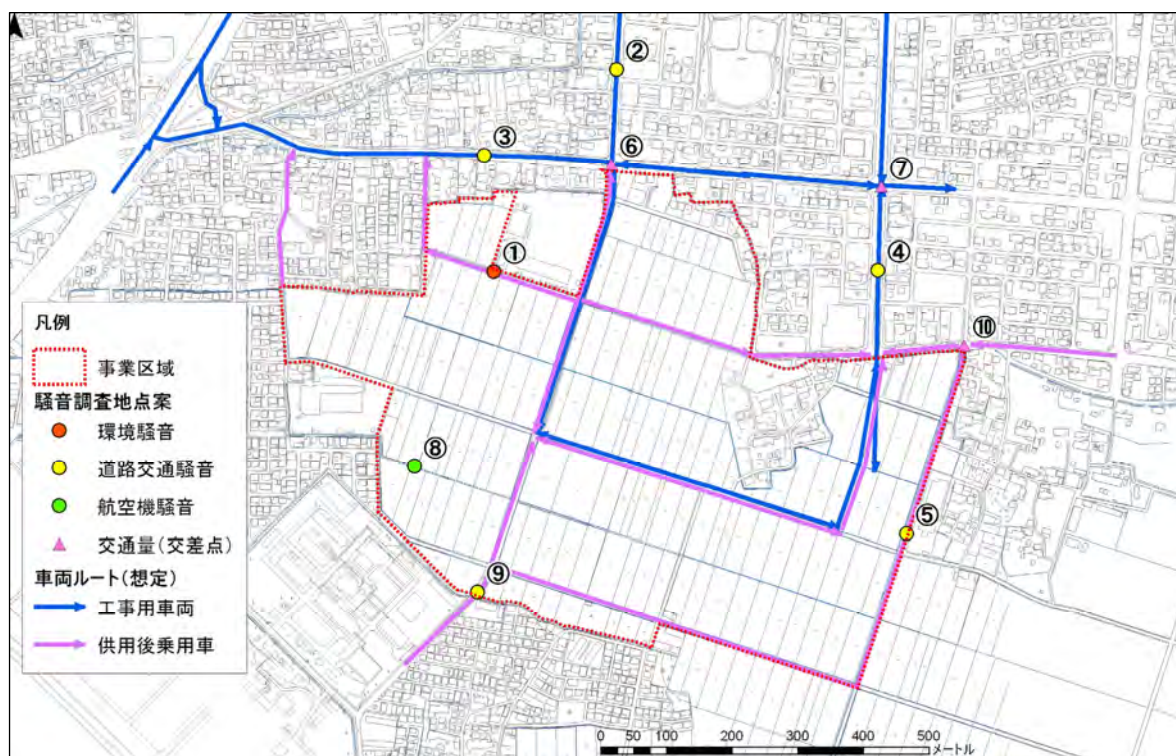 ②
③
⑥
⑦
①
④
⑩
⑧
⑤
⑨
凡例
事業区域
騒音調査地点案
環境騒音
道路交通騒音
航空機騒音
交通量(交差点)
車両ルート(想定)
工事用車両
供用後乗用車
0 50 100 200 300 400 500
メートル